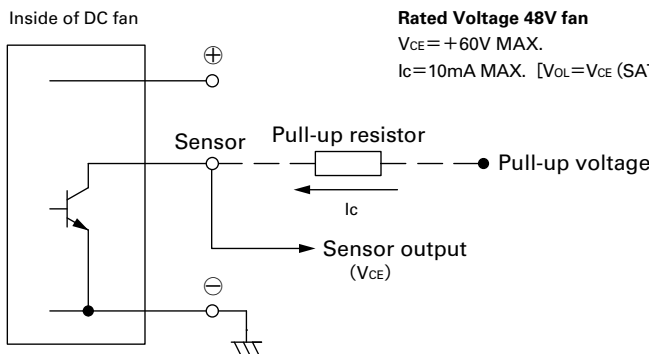 Inside of DC fan
Rated Voltage 48V fan
VCE=+60V MAX.
Ic=10mA MAX. [VOL=VCE (SAT
⊕
Sensor
Pull-up resistor
Pull-up voltage
Ic
Sensor output
(VCE)
⊖